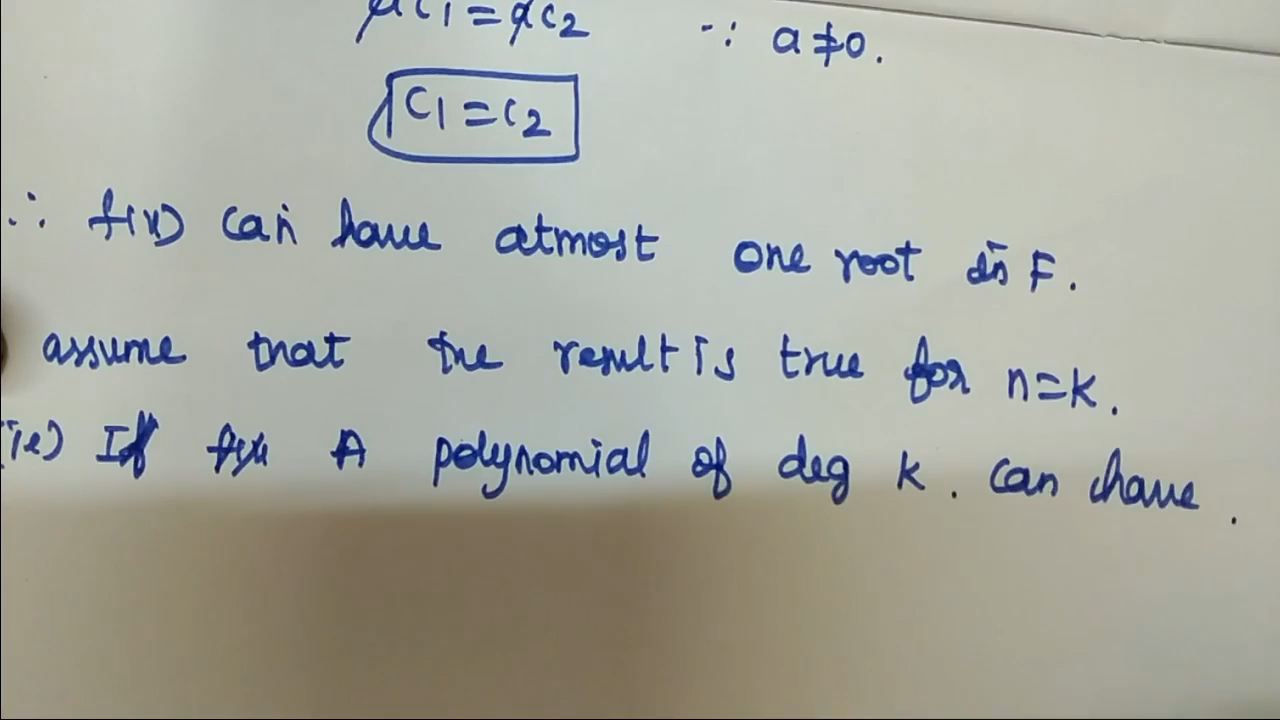 ac1 = ac2 ∵ a ≠ 0.
c1 = c2
∴ f(x) can have atmost one root in F.
assume that the result is true for n = k.
(ie) If f(x) A polynomial of deg k. can have.